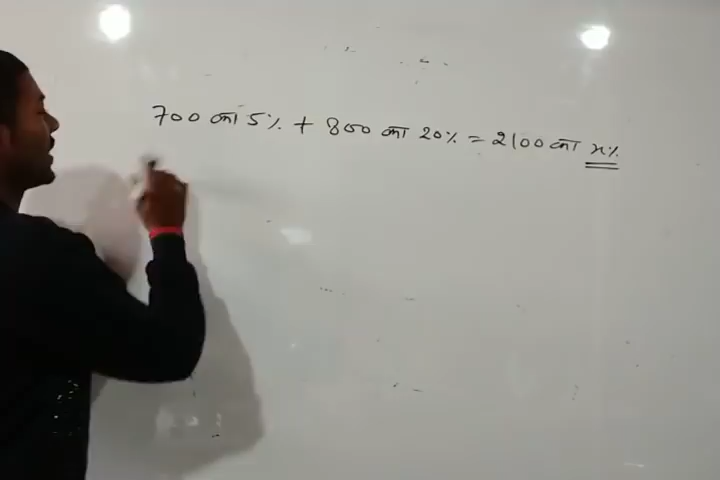 700 का 5% + 800 का 20% = 2100 का x%